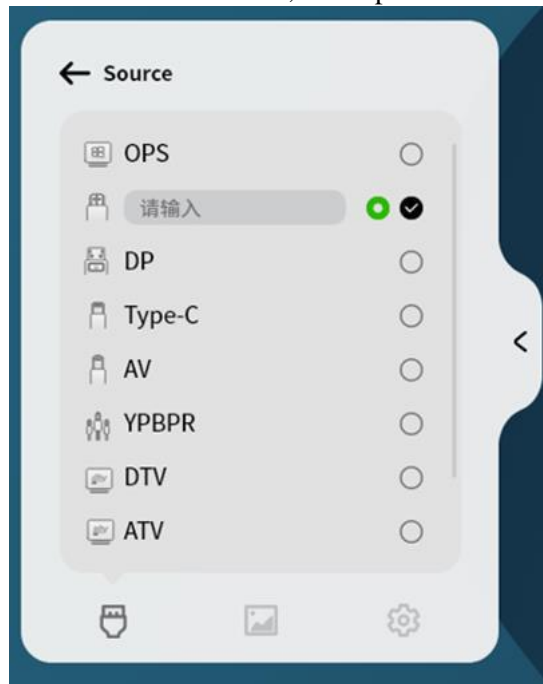 Source
OPS
请输入
DP
Type-C
AV
YPBPR
DTV
ATV